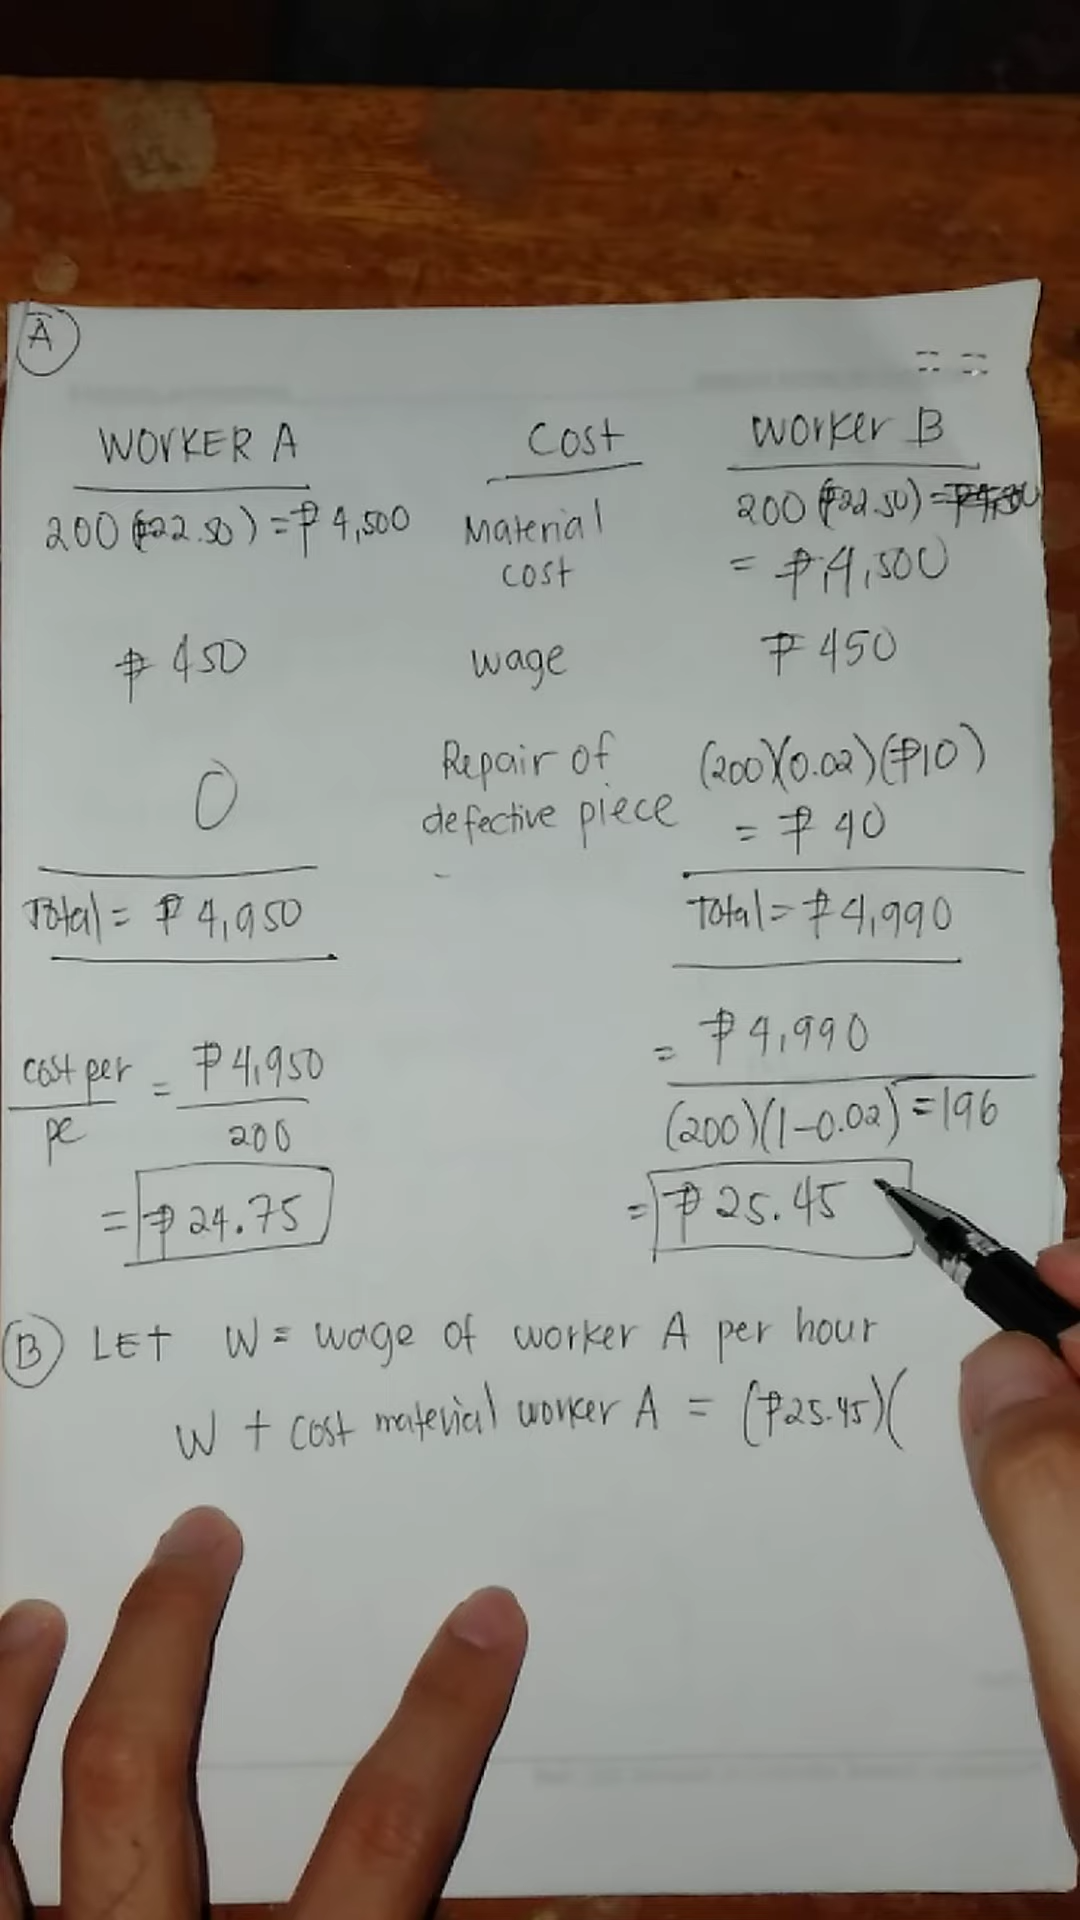 A
WORKER A
Cost
Worker B
200 (₱22.50) = ₱4,500
Material
cost
200 (₱22.50) =
= ₱4,500
₱450
wage
₱450
0
Repair of
defective piece
(200)(0.02)(₱10)
= ₱40
Total = ₱4,950
Total = ₱4,990
cost per
pc
= ₱4,950
200
= ₱24.75
= ₱4,990
(200)(1-0.02) = 196
= ₱25.45
B LET W = wage of worker A per hour
W + cost material worker A = (₱25.45)(